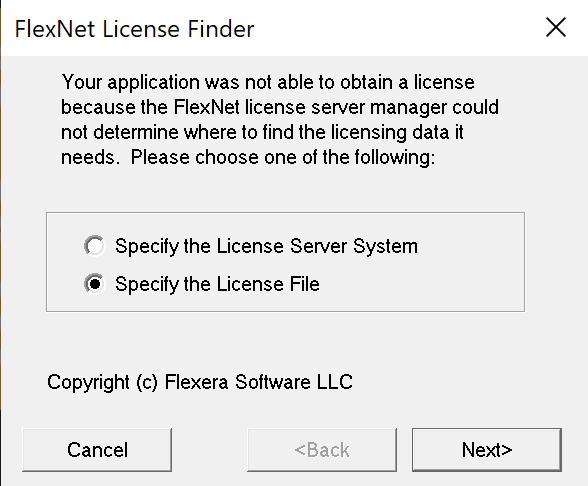 FlexNet License Finder
Your application was not able to obtain a license
because the FlexNet license server manager could
not determine where to find the licensing data it
needs.  Please choose one of the following:
Specify the License Server System
Specify the License File
Copyright (c) Flexera Software LLC
Cancel
<Back
Next>